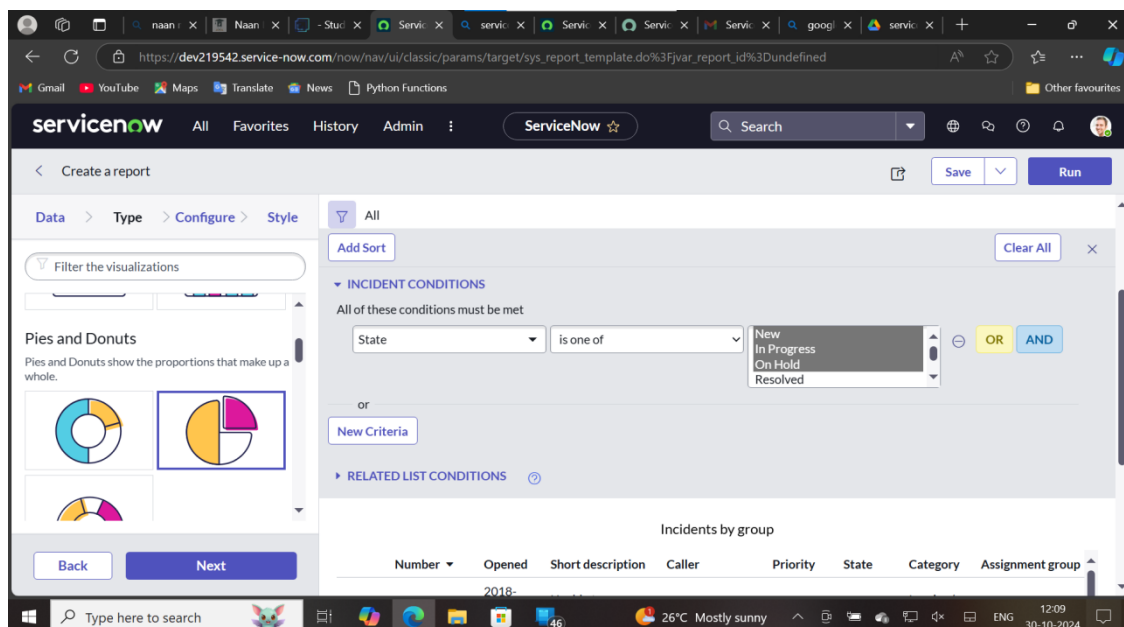 naan r
Naan
- Stud
Servic
servic
Servic
Servic
Servic
googl
servic
https://dev219542.service-now.com/now/nav/ui/classic/params/target/sys_report_template.do%3Fjvar_report_id%3Dundefined
Gmail YouTube Maps Translate News Python Functions Other favourites
servicenow All Favorites History Admin ServiceNow Search
Create a report Save Run
Data > Type > Configure > Style
All
Add Sort Clear All
Filter the visualizations
INCIDENT CONDITIONS
All of these conditions must be met
Pies and Donuts
Pies and Donuts show the proportions that make up a
whole.
State is one of
New
In Progress
On Hold
Resolved
OR AND
or
New Criteria
RELATED LIST CONDITIONS
Incidents by group
Back Next
Number Opened Short description Caller Priority State Category Assignment group
2018-
Type here to search 46 26°C Mostly sunny ENG 12:09
30-10-2024